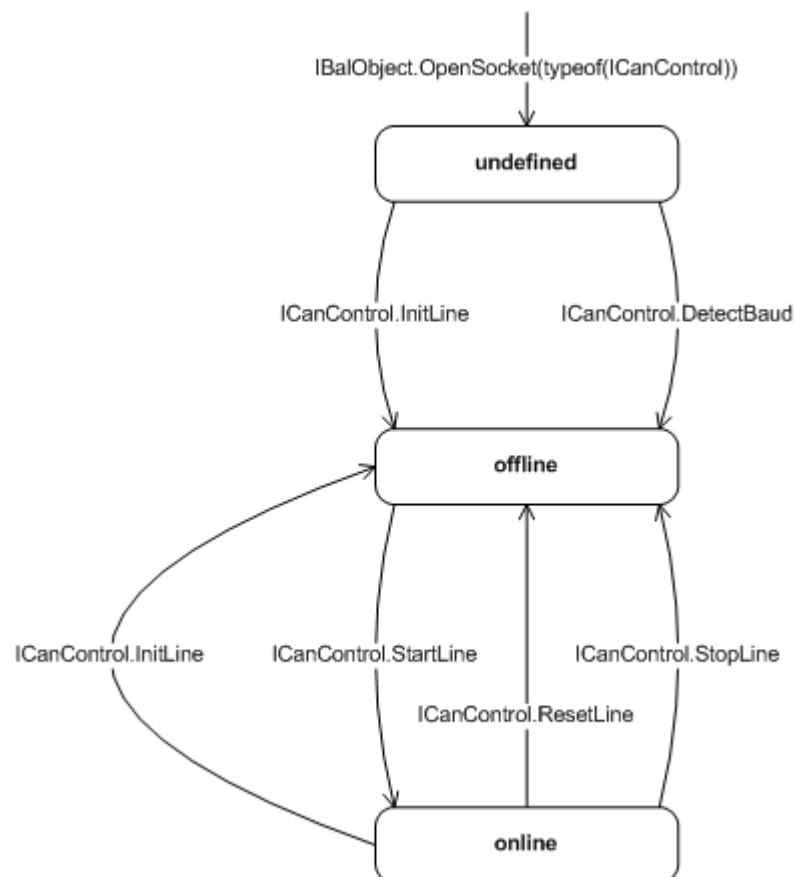 IBalObject.OpenSocket(typeof(ICanControl))
undefined
ICanControl.InitLine
ICanControl.DetectBaud
offline
ICanControl.InitLine
ICanControl.StartLine
ICanControl.StopLine
ICanControl.ResetLine
online